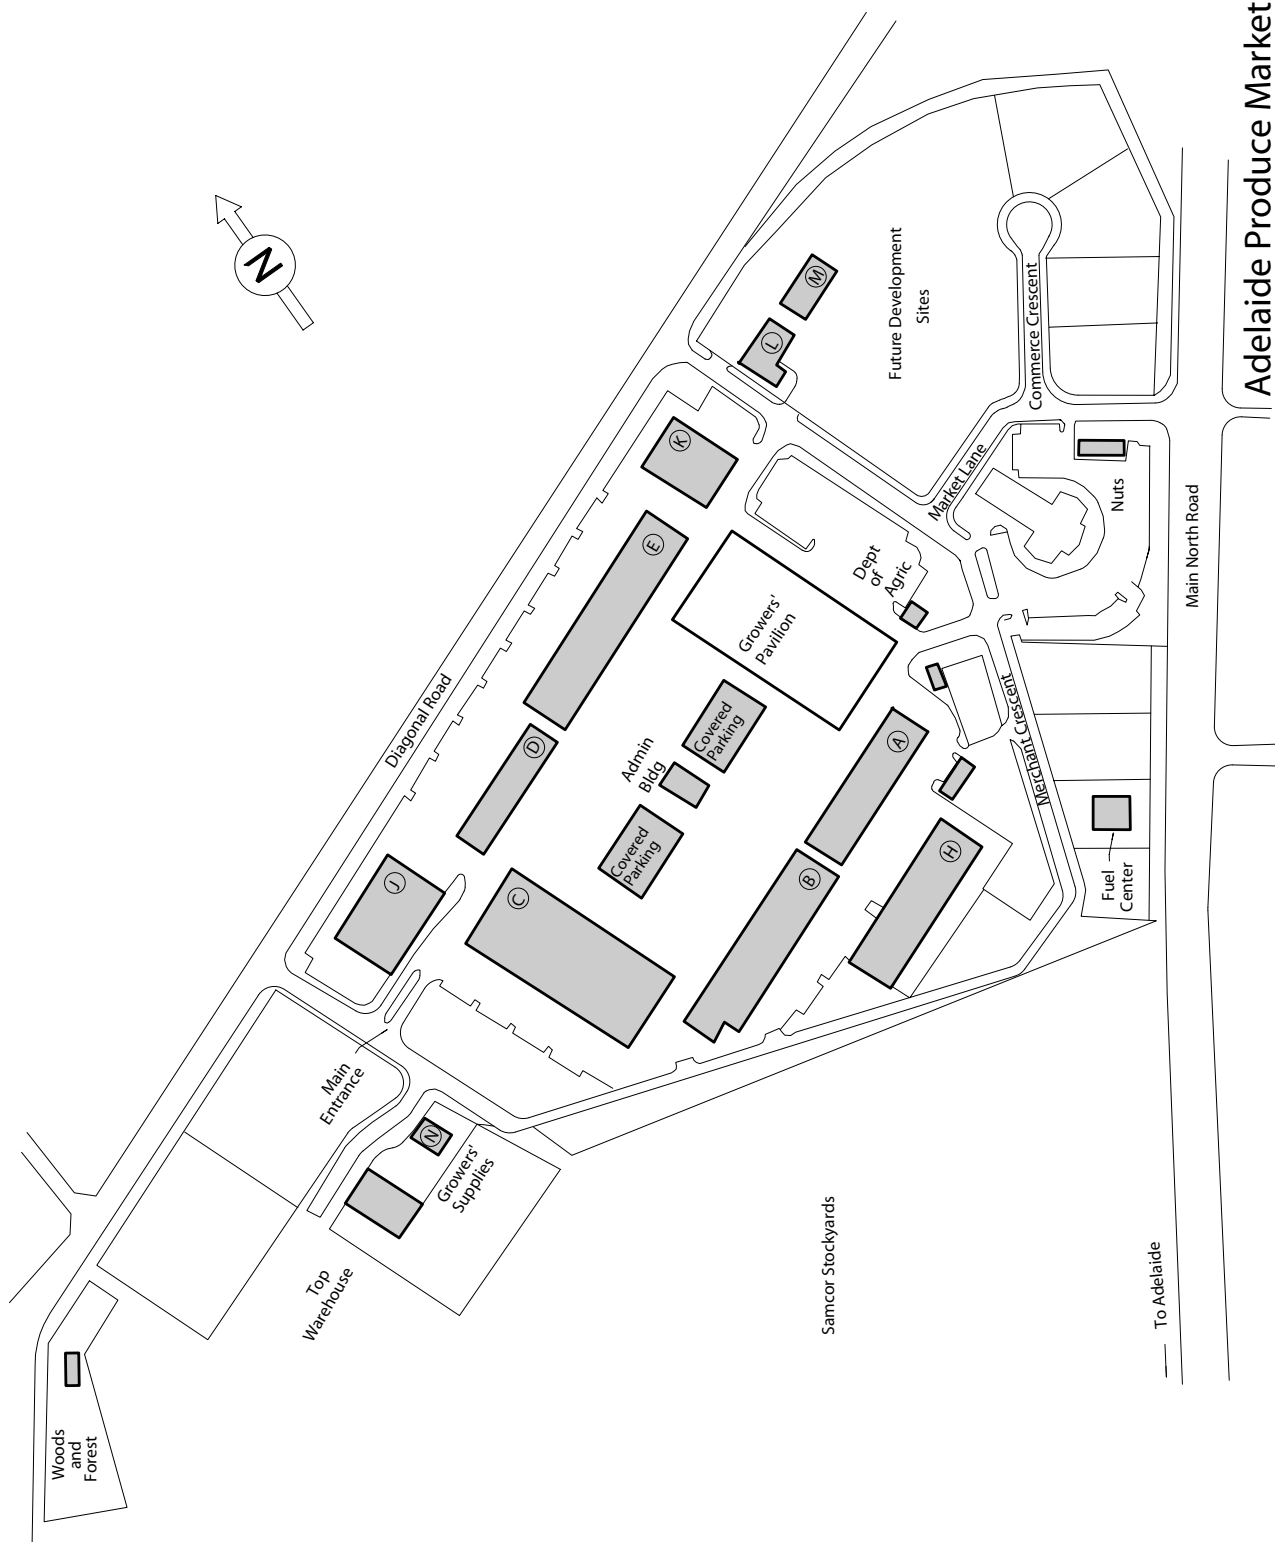 Adelaide Produce Market
N
Diagonal Road
Main North Road
To Adelaide
Commerce Crescent
Market Lane
Merchant Crescent
Future Development
Sites
M
L
K
E
D
J
C
A
B
H
N
Growers'
Pavilion
Covered
Parking
Admin
Bldg
Covered
Parking
Dept
of
Agric
Nuts
Fuel
Center
Main
Entrance
Growers'
Supplies
Top
Warehouse
Samcor Stockyards
Woods
and
Forest